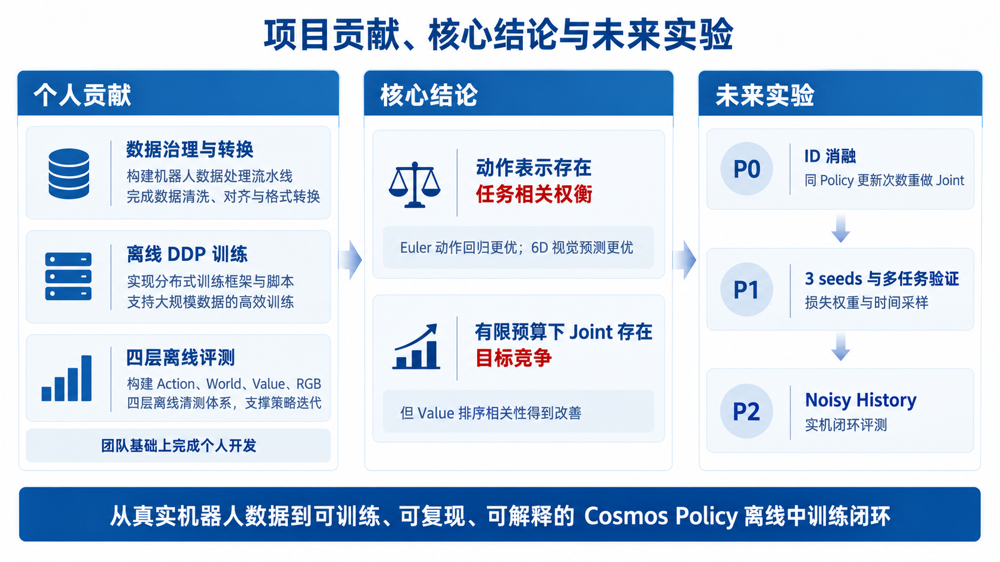 项目贡献、核心结论与未来实验
个人贡献
数据治理与转换
构建机器人数据处理流水线
完成数据清洗、对齐与格式转换
离线 DDP 训练
实现分布式训练框架与脚本
支持大规模数据的高效训练
四层离线评测
构建 Action、World、Value、RGB
四层离线清测体系，支撑策略迭代
团队基础上完成个人开发
核心结论
动作表示存在
任务相关权衡
Euler 动作回归更优；6D 视觉预测更优
有限预算下 Joint 存在
目标竞争
但 Value 排序相关性得到改善
未来实验
P0
ID 消融
同 Policy 更新次数重做 Joint
P1
3 seeds 与多任务验证
损失权重与时间采样
P2
Noisy History
实机闭环评测
从真实机器人数据到可训练、可复现、可解释的 Cosmos Policy 离线中训练闭环